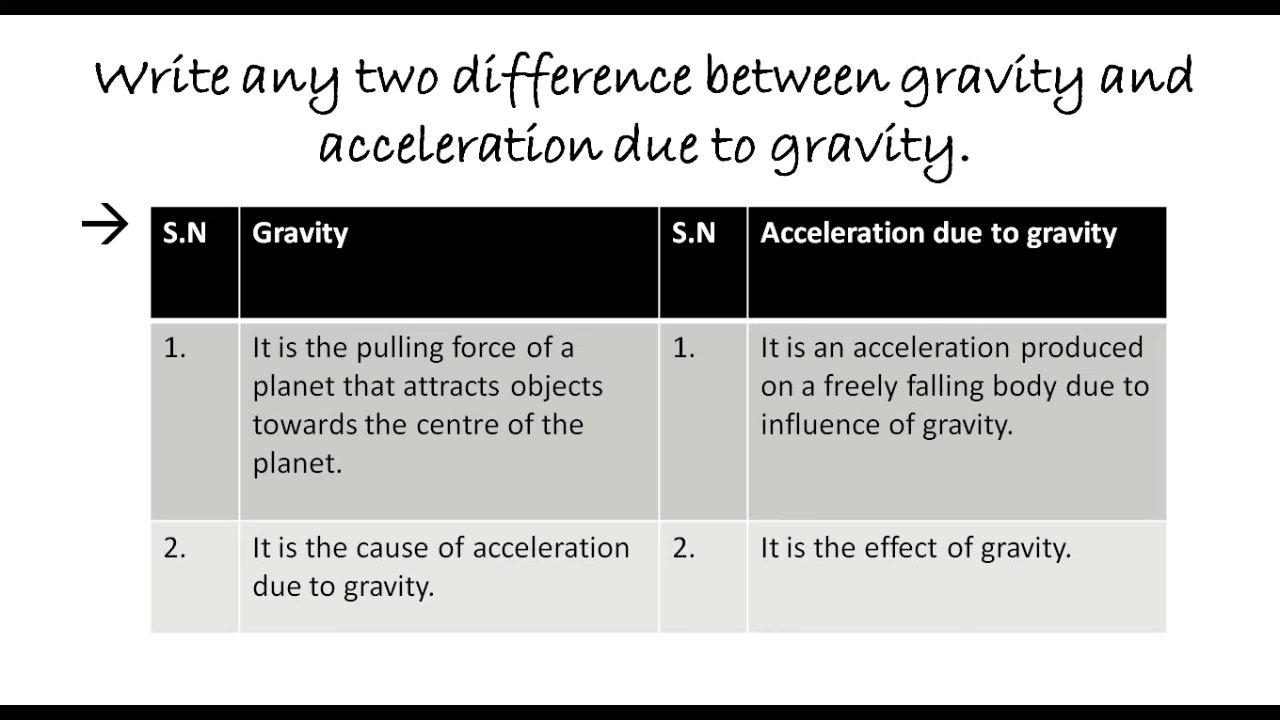 Write any two difference between gravity and
acceleration due to gravity.
→ S.N Gravity S.N Acceleration due to gravity
1. It is the pulling force of a 1. It is an acceleration produced
planet that attracts objects on a freely falling body due to
towards the centre of the influence of gravity.
planet.
2. It is the cause of acceleration 2. It is the effect of gravity.
due to gravity.